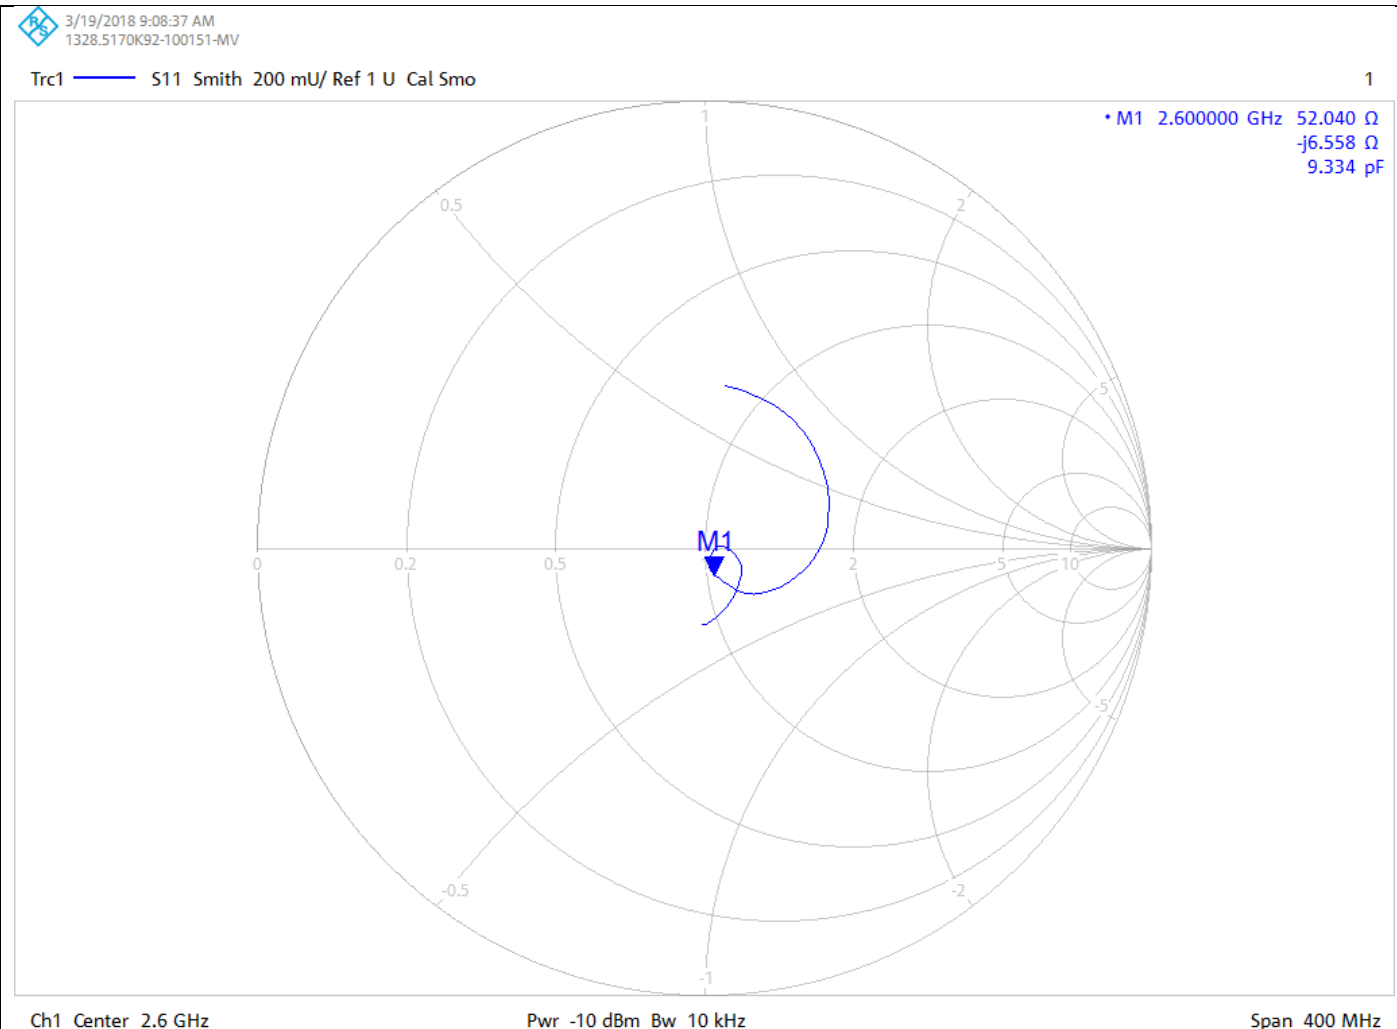 R/S
3/19/2018 9:08:37 AM
1328.5170K92-100151-MV
Trc1 S11 Smith 200 mU/ Ref 1 U Cal Smo 1
• M1 2.600000 GHz 52.040 Ω
-j6.558 Ω
9.334 pF
1
0.5
2
5
M1
0 0.2 0.5 2 5 10
-5
-0.5
-2
-1
Ch1 Center 2.6 GHz Pwr -10 dBm Bw 10 kHz Span 400 MHz